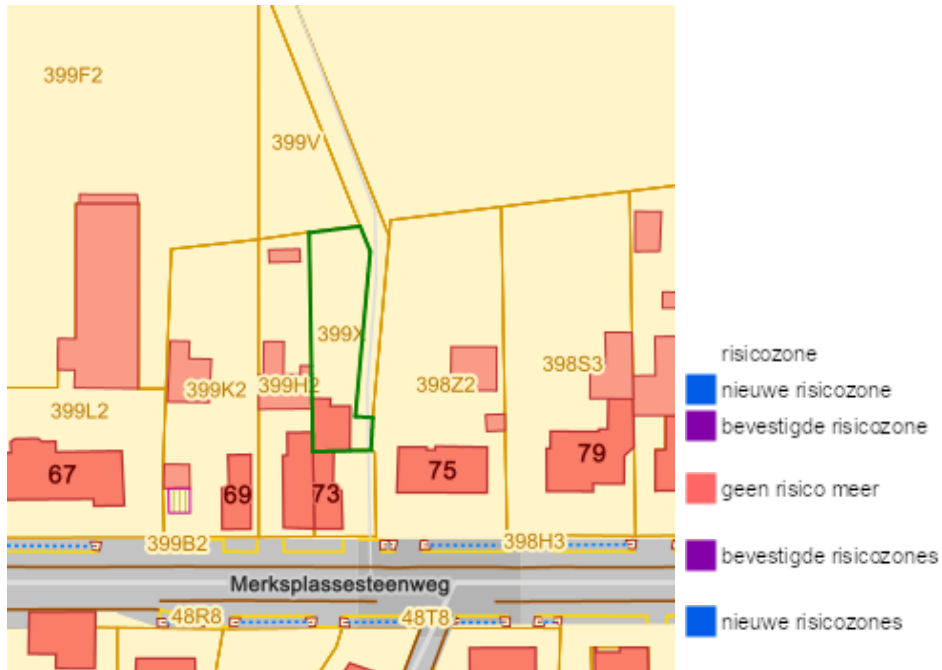 399F2
399V
399X
399K2
399H2
398Z2
398S3
399L2
67
69
73
75
79
399B2
398H3
Merksplassesteenweg
48R8
48T8
risicozone
nieuwe risicozone
bevestigde risicozone
geen risico meer
bevestigde risicozones
nieuwe risicozones